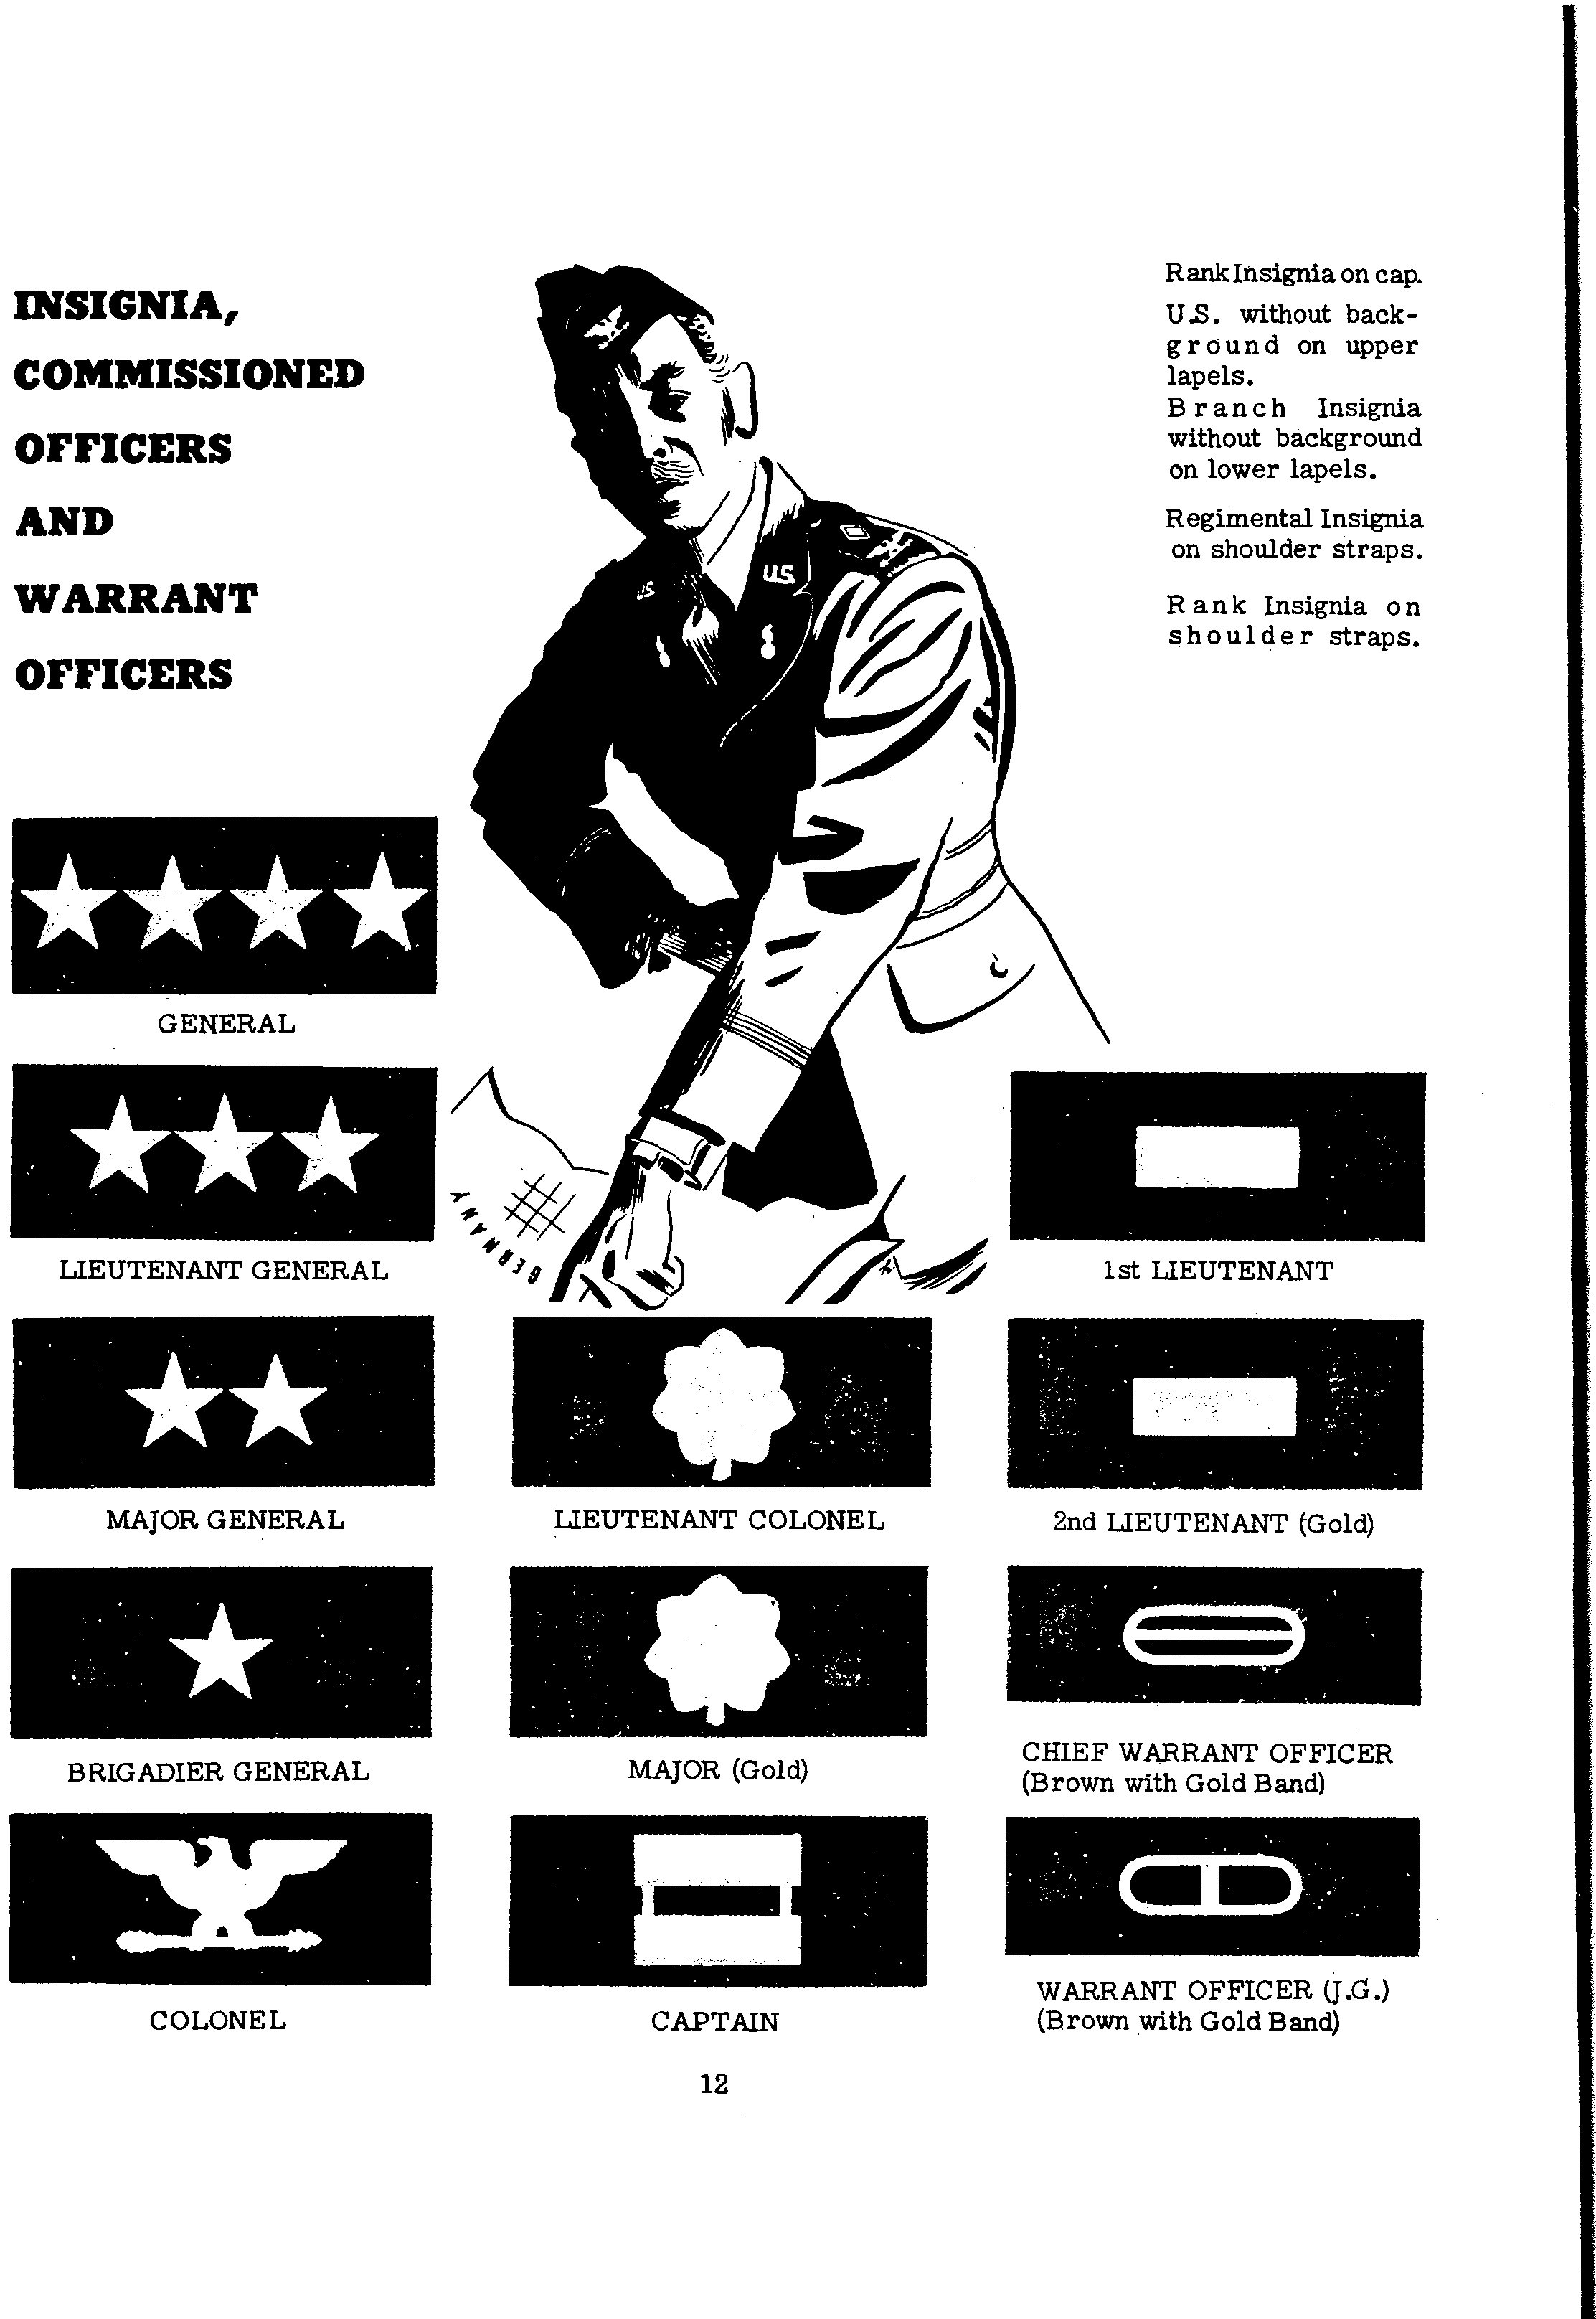 INSIGNIA,
COMMISSIONED
OFFICERS
AND
WARRANT
OFFICERS
Rank Insignia on cap.
U.S. without back-
ground on upper
lapels.
Branch Insignia
without background
on lower lapels.
Regimental Insignia
on shoulder straps.
Rank Insignia on
shoulder straps.
U.S.
US
GERMANY
GENERAL
LIEUTENANT GENERAL
1st LIEUTENANT
MAJOR GENERAL
LIEUTENANT COLONEL
2nd LIEUTENANT (Gold)
BRIGADIER GENERAL
MAJOR (Gold)
CHIEF WARRANT OFFICER
(Brown with Gold Band)
COLONEL
CAPTAIN
WARRANT OFFICER (J.G.)
(Brown with Gold Band)
12